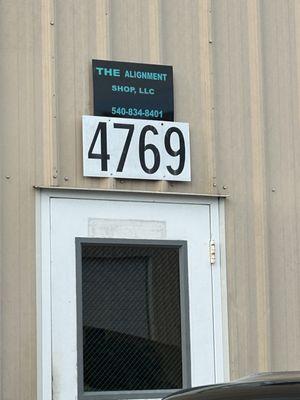 THE ALIGNMENT
SHOP, LLC
540-834-8401
4769